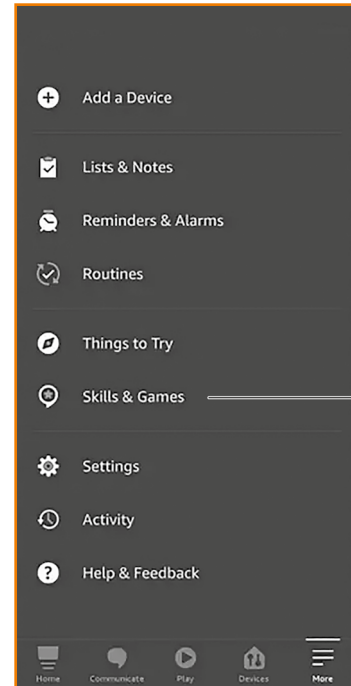 Add a Device
Lists & Notes
Reminders & Alarms
Routines
Things to Try
Skills & Games
Settings
Activity
Help & Feedback
Home Communicate Play Devices More